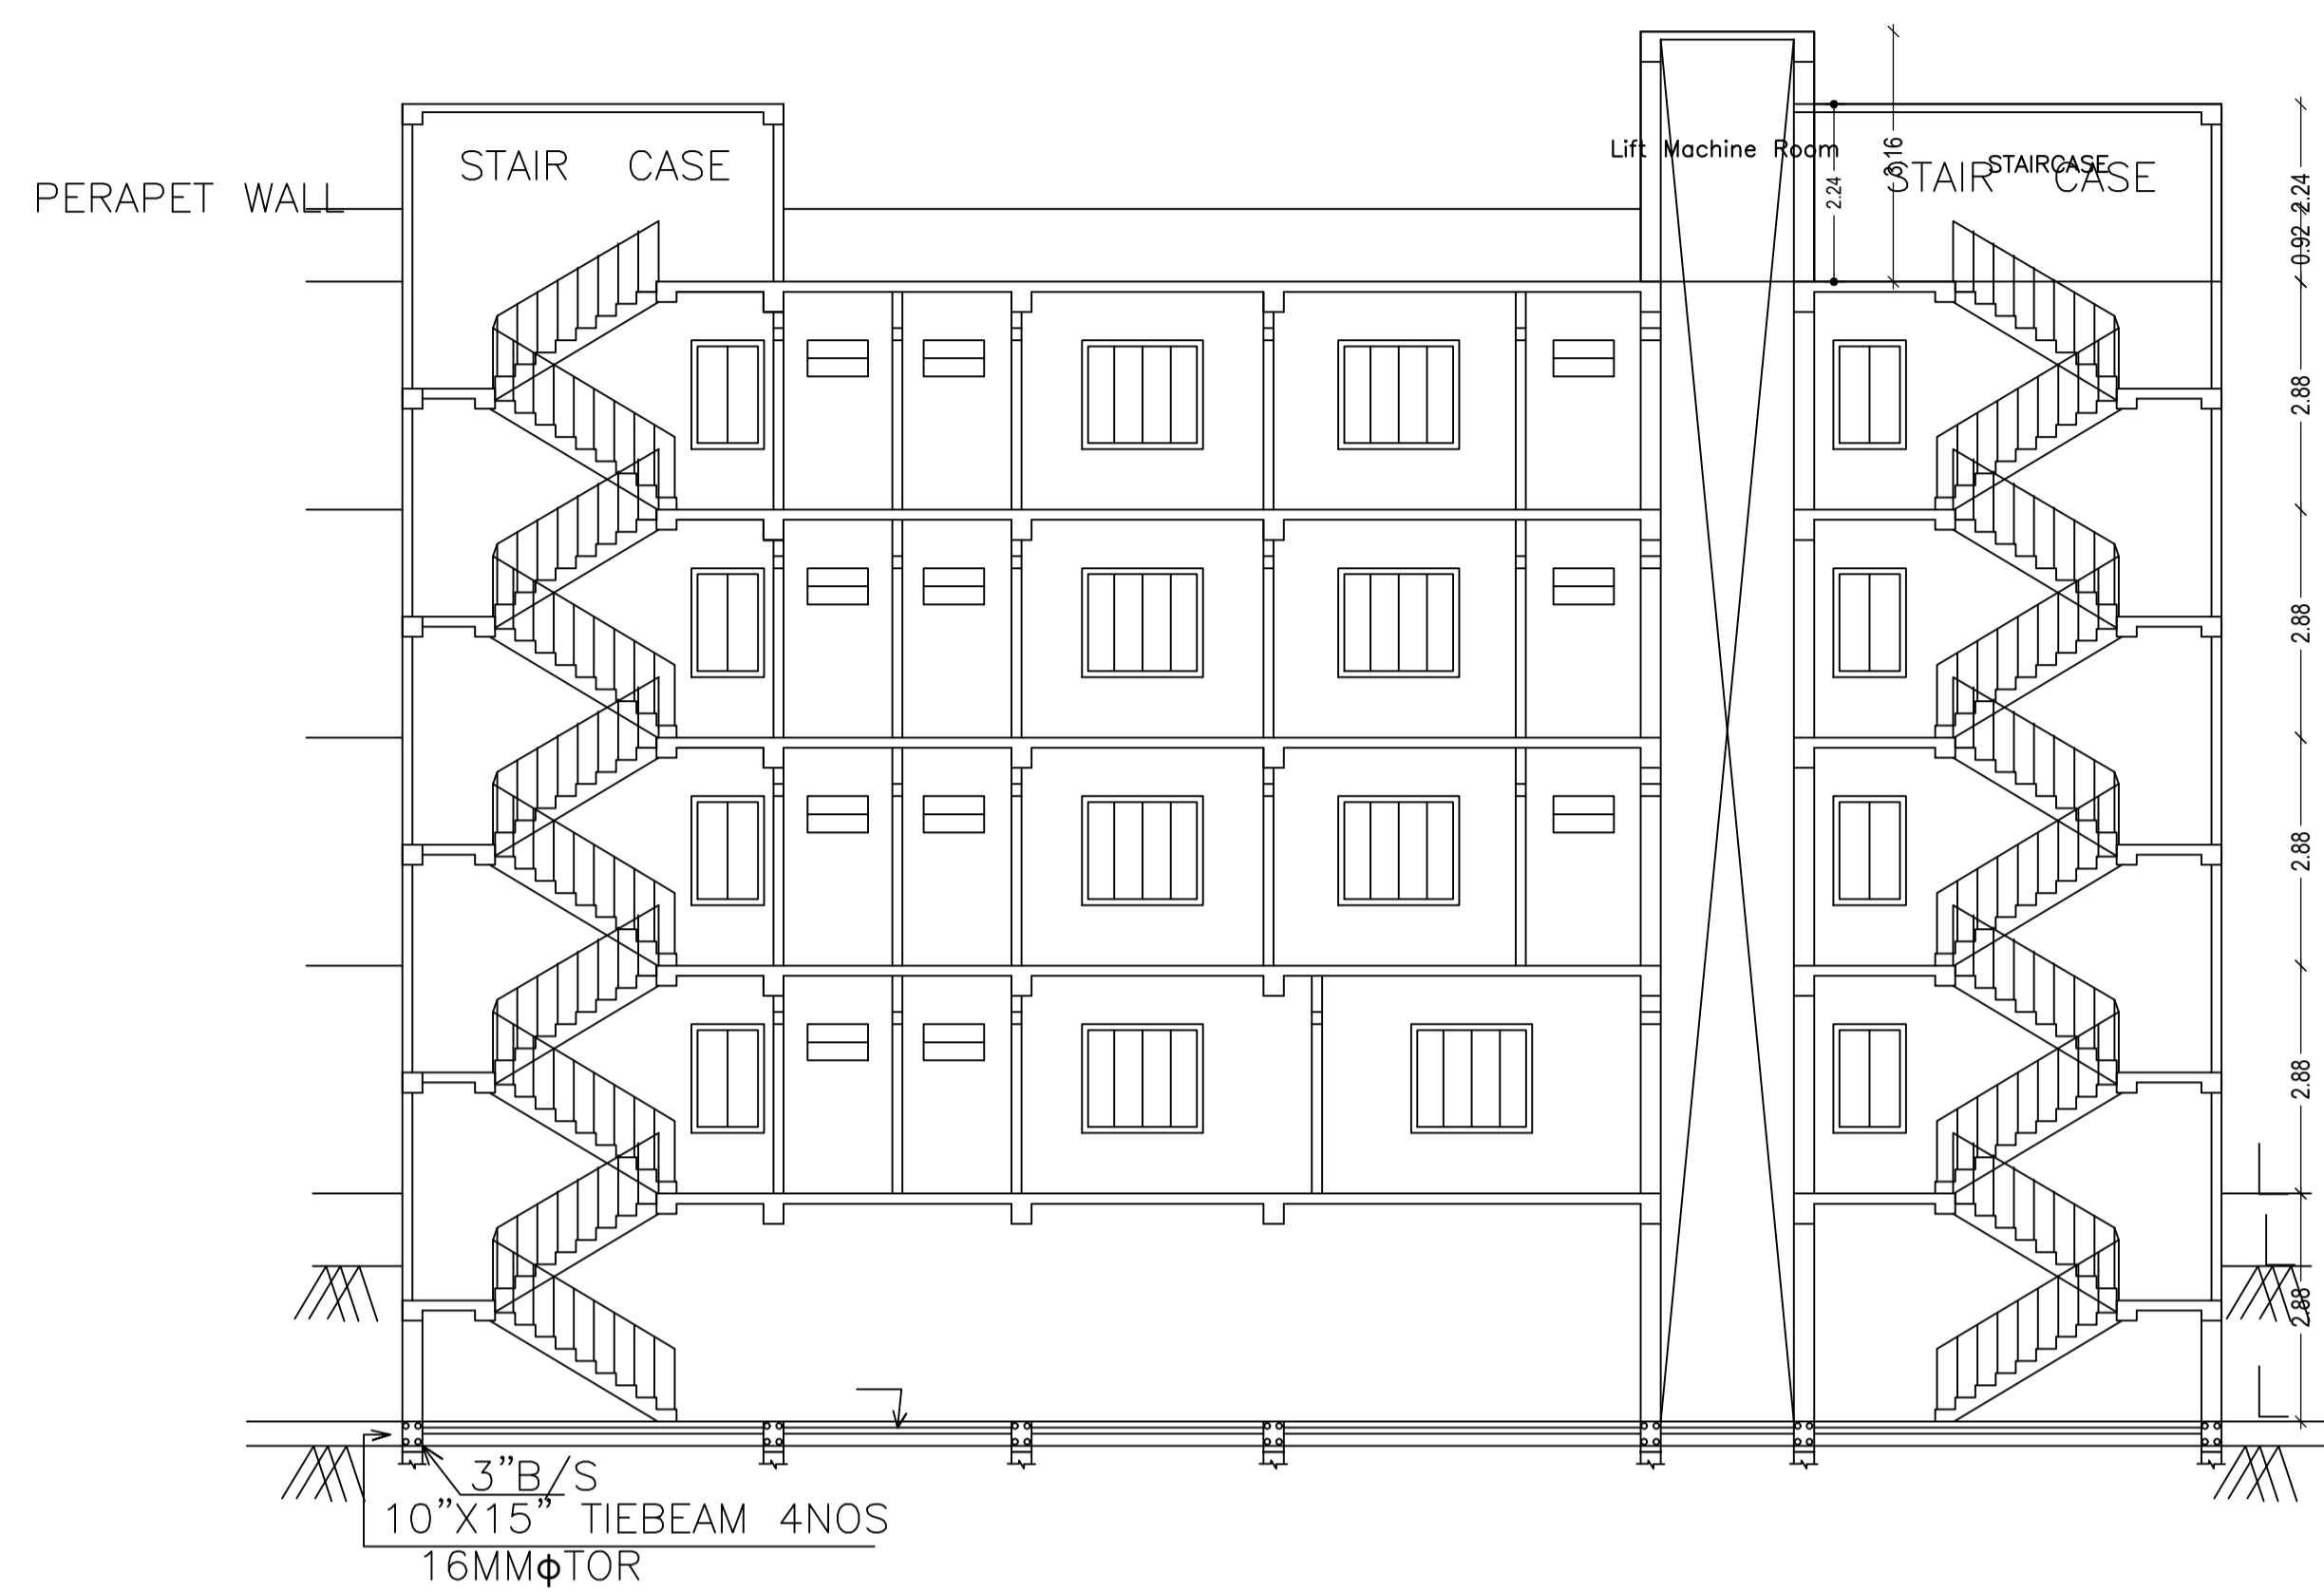 Lift Machine Room
STAIR CASE
PERAPET WALL
STAIR CASE
STAIRCASE
3.16
2.24
2.24
0.92
2.88
2.88
2.88
2.88
2.88
3"B/S
10"X15" TIEBEAM 4NOS
16MMϕTOR